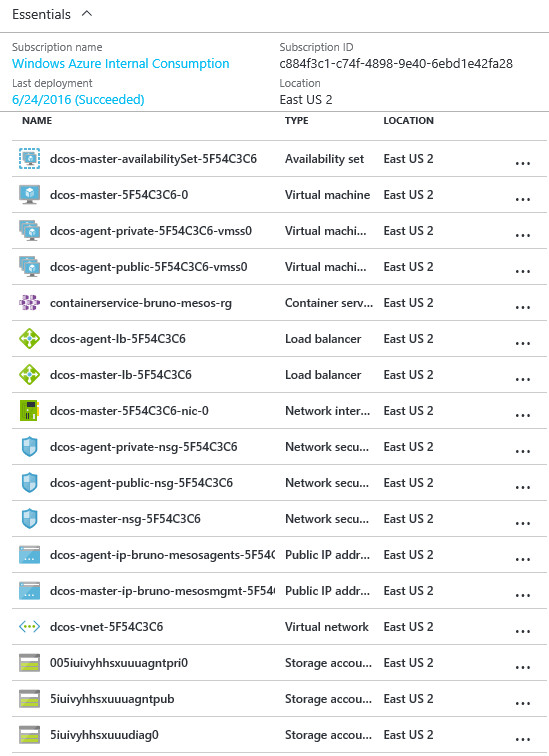 Essentials
Subscription name Subscription ID
Windows Azure Internal Consumption c884f3c1-c74f-4898-9e40-6ebd1e42fa28
Last deployment Location
6/24/2016 (Succeeded) East US 2
NAME TYPE LOCATION
dcos-master-availabilitySet-5F54C3C6 Availability set East US 2 ...
dcos-master-5F54C3C6-0 Virtual machine East US 2 ...
dcos-agent-private-5F54C3C6-vmss0 Virtual machi... East US 2 ...
dcos-agent-public-5F54C3C6-vmss0 Virtual machi... East US 2 ...
containerservice-bruno-mesos-rg Container serv... East US 2 ...
dcos-agent-lb-5F54C3C6 Load balancer East US 2 ...
dcos-master-lb-5F54C3C6 Load balancer East US 2 ...
dcos-master-5F54C3C6-nic-0 Network inter... East US 2 ...
dcos-agent-private-nsg-5F54C3C6 Network secu... East US 2 ...
dcos-agent-public-nsg-5F54C3C6 Network secu... East US 2 ...
dcos-master-nsg-5F54C3C6 Network secu... East US 2 ...
dcos-agent-ip-bruno-mesosagents-5F54C Public IP addr... East US 2 ...
dcos-master-ip-bruno-mesosmgmt-5F54C Public IP addr... East US 2 ...
dcos-vnet-5F54C3C6 Virtual network East US 2 ...
005iuivyhhsxuuuagntpri0 Storage accou... East US 2 ...
5iuivyhhsxuuuagntpub Storage accou... East US 2 ...
5iuivyhhsxuuudiag0 Storage accou... East US 2 ...